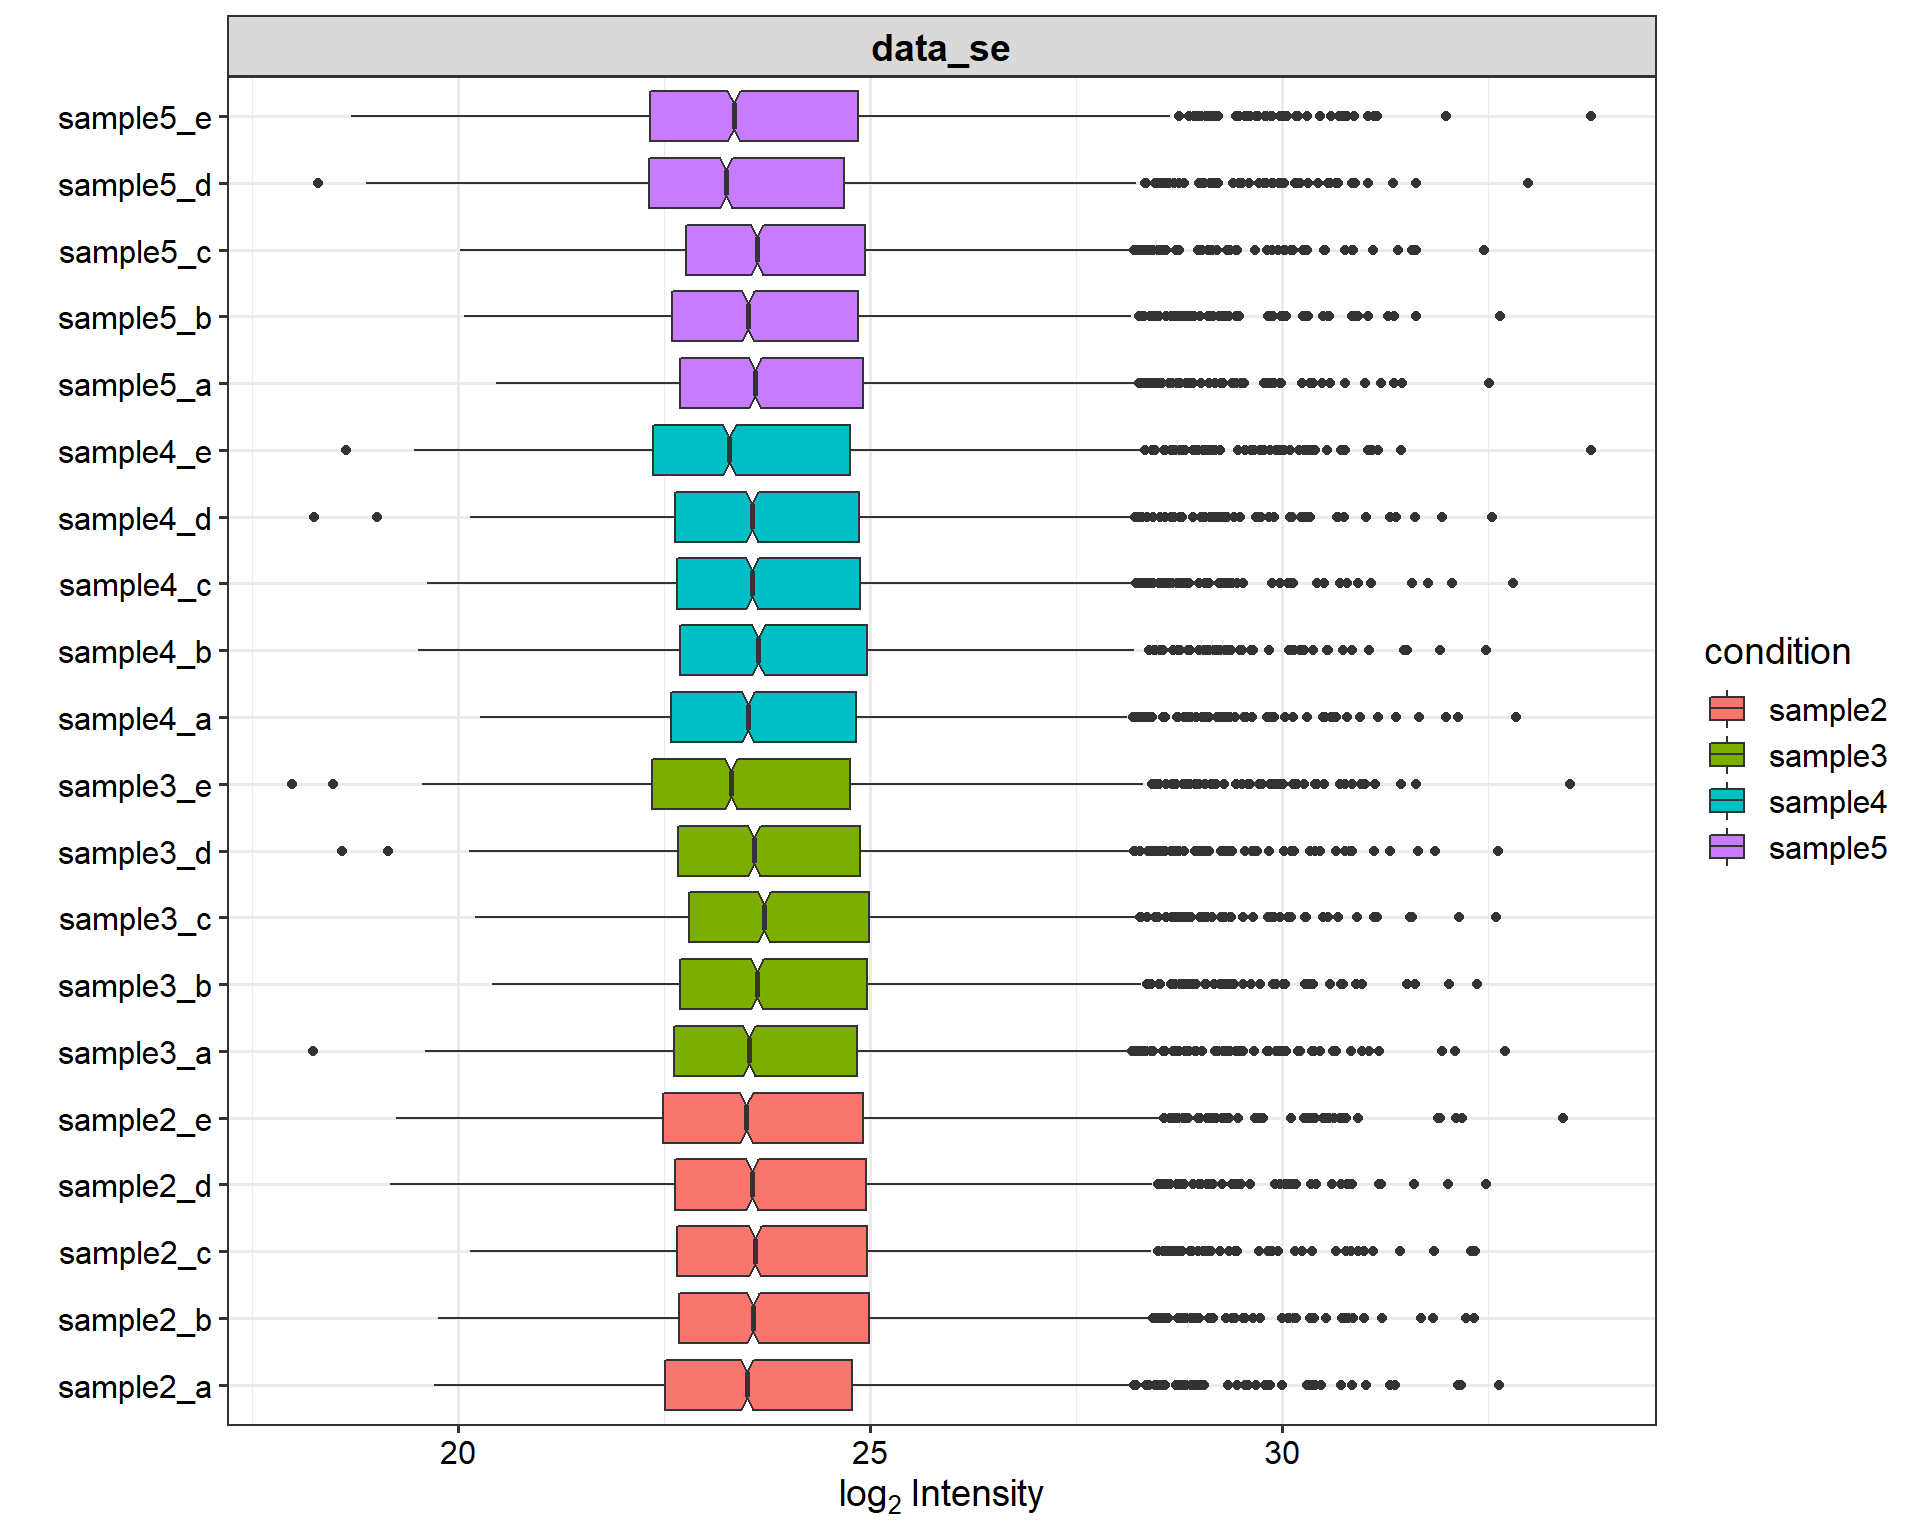 data_se
sample5_e
sample5_d
sample5_c
sample5_b
sample5_a
sample4_e
sample4_d
sample4_c
sample4_b
sample4_a
sample3_e
sample3_d
sample3_c
sample3_b
sample3_a
sample2_e
sample2_d
sample2_c
sample2_b
sample2_a
20 25 30
log₂ Intensity
condition
sample2
sample3
sample4
sample5